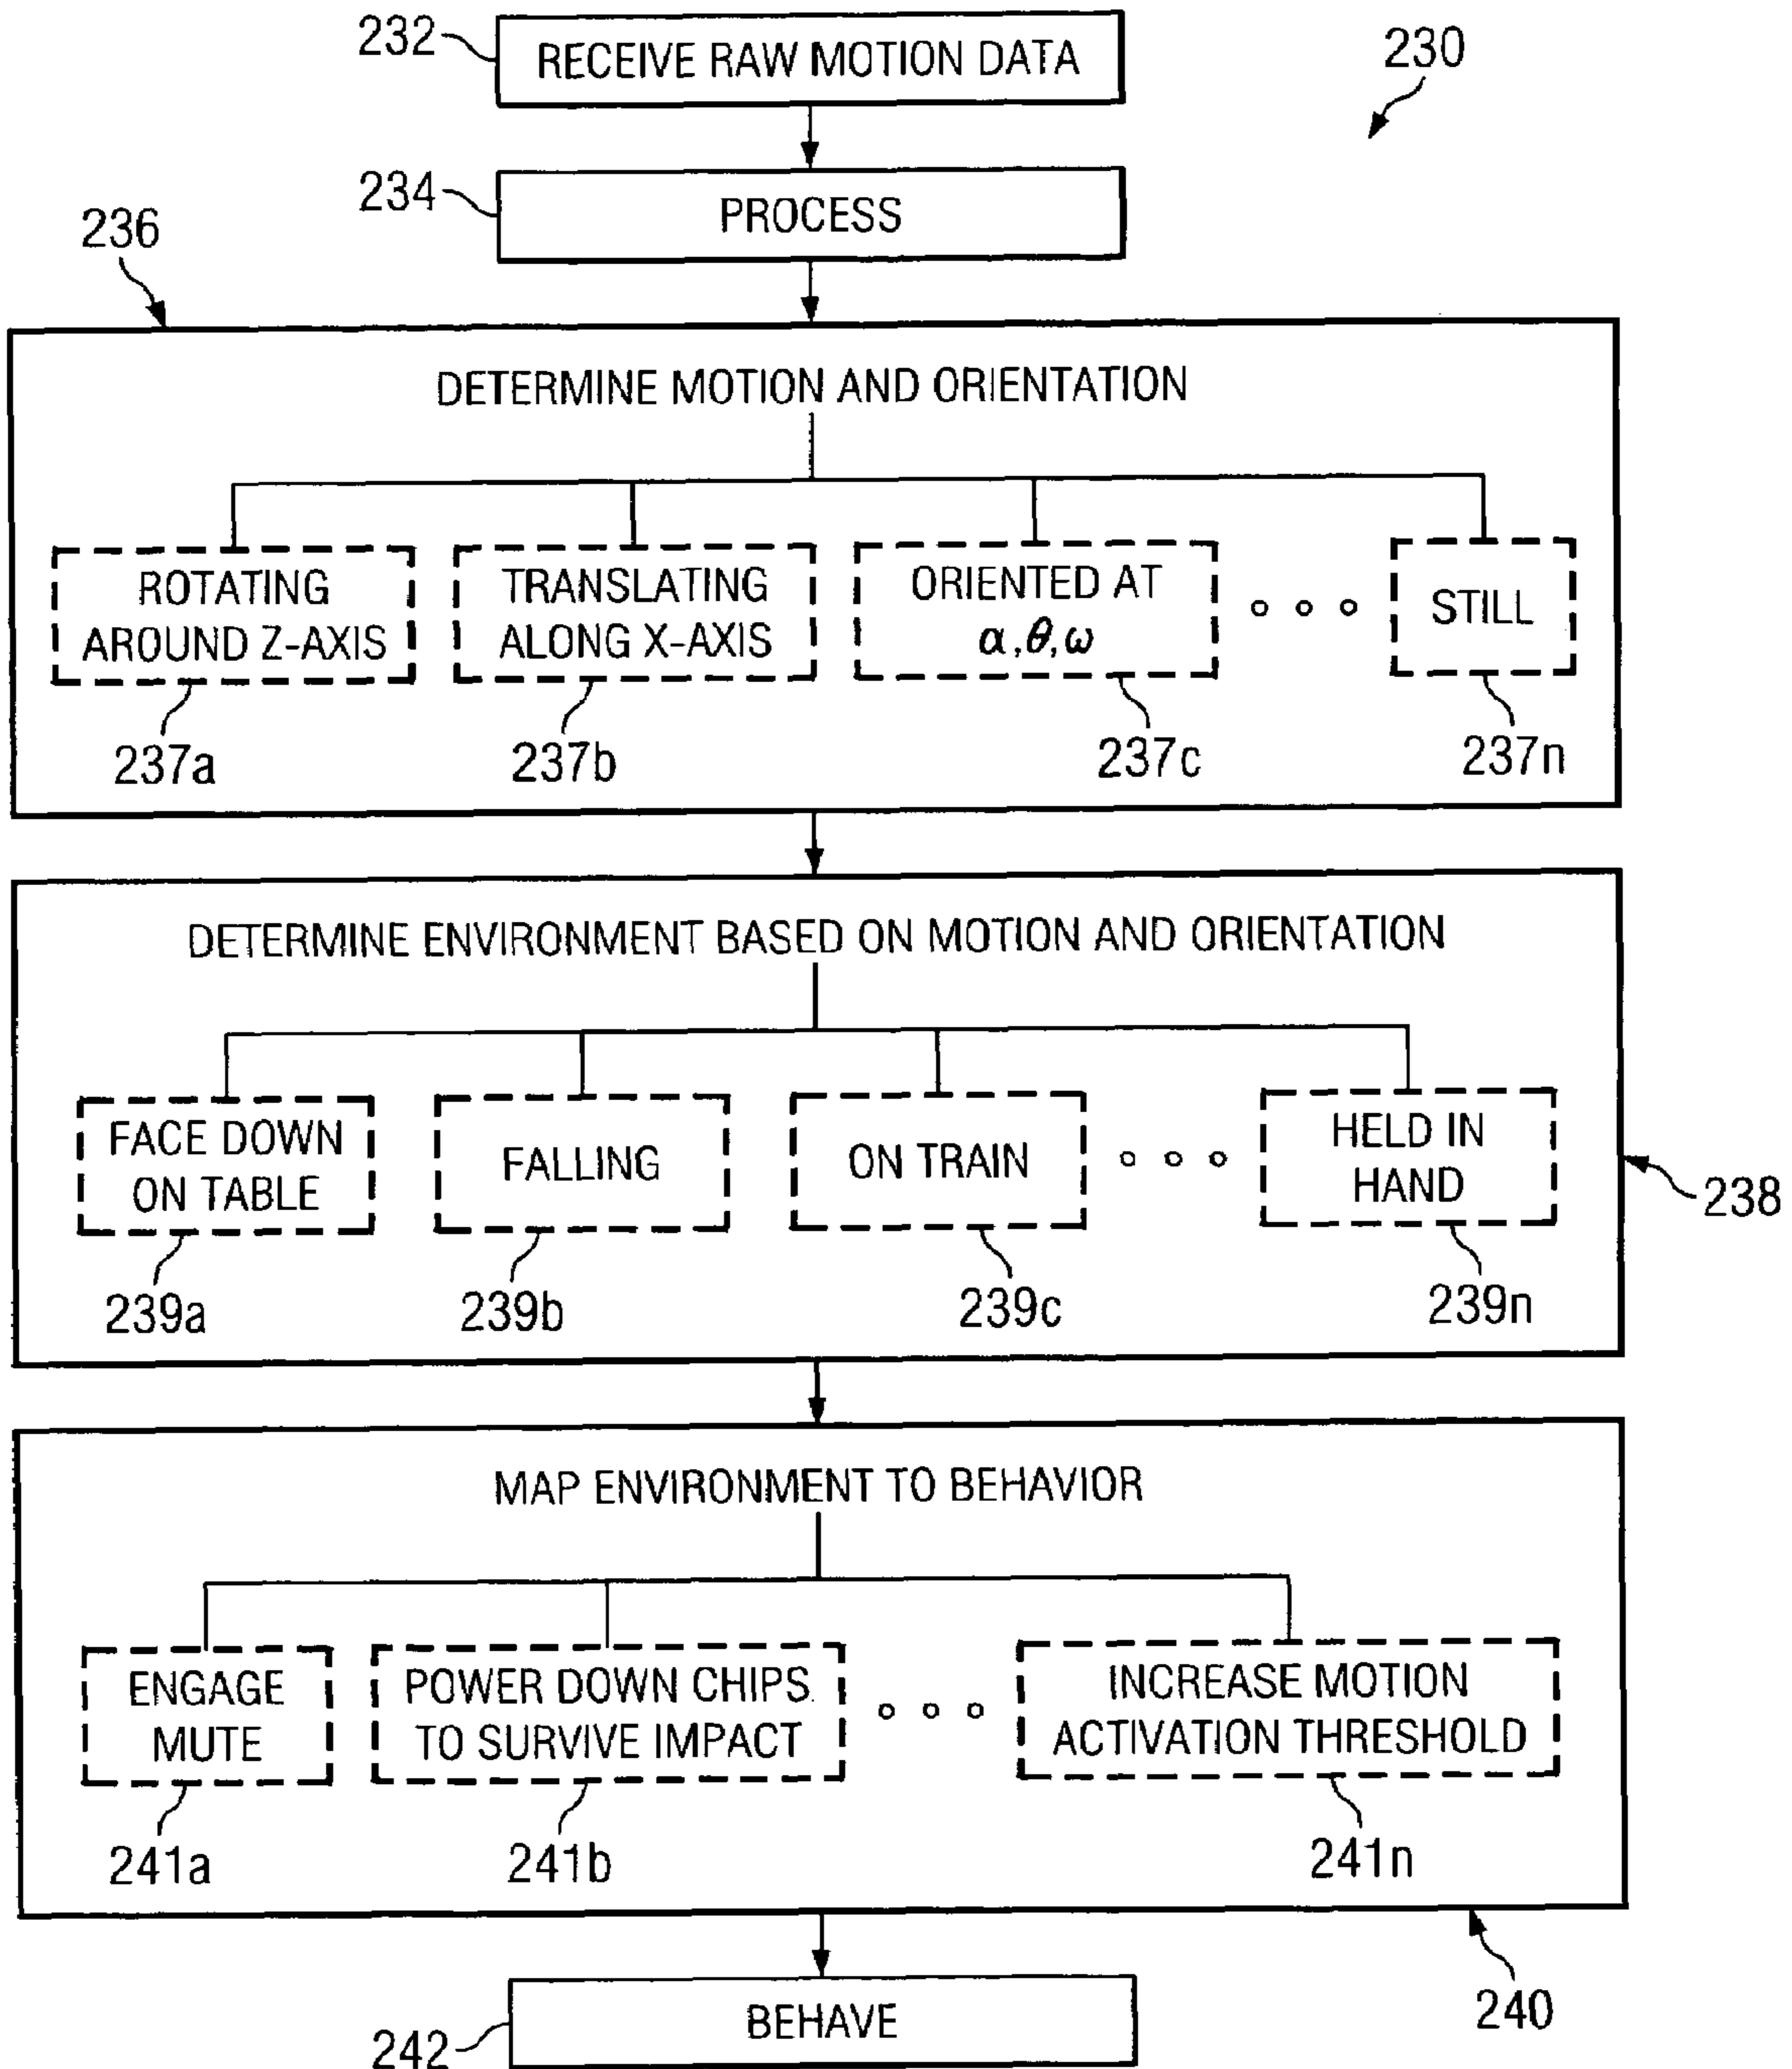 232
RECEIVE RAW MOTION DATA
230
234
PROCESS
236
DETERMINE MOTION AND ORIENTATION
ROTATING
AROUND Z-AXIS
TRANSLATING
ALONG X-AXIS
ORIENTED AT
α,θ,ω
STILL
237a
237b
237c
237n
DETERMINE ENVIRONMENT BASED ON MOTION AND ORIENTATION
FACE DOWN
ON TABLE
FALLING
ON TRAIN
HELD IN
HAND
238
239a
239b
239c
239n
MAP ENVIRONMENT TO BEHAVIOR
ENGAGE
MUTE
POWER DOWN CHIPS
TO SURVIVE IMPACT
INCREASE MOTION
ACTIVATION THRESHOLD
241a
241b
241n
240
242
BEHAVE